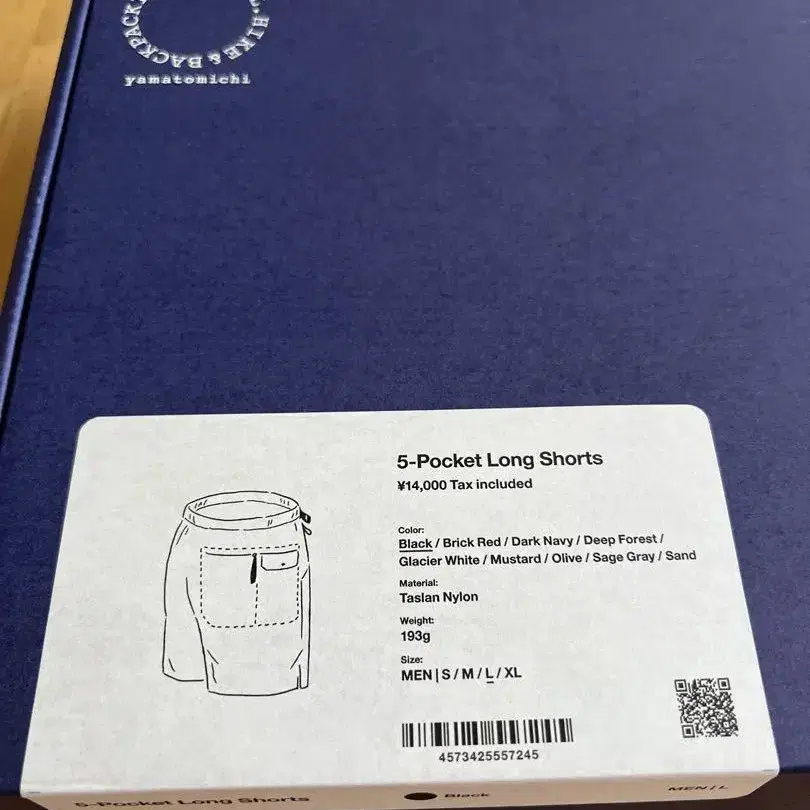 HIKE & BACKPACK
yamatomichi
5-Pocket Long Shorts
¥14,000 Tax included
Color:
Black / Brick Red / Dark Navy / Deep Forest /
Glacier White / Mustard / Olive / Sage Gray / Sand
Material:
Taslan Nylon
Weight:
193g
Size:
MEN | S / M / L / XL
4573425557245
5-Pocket Long Shorts
Black
MEN | L